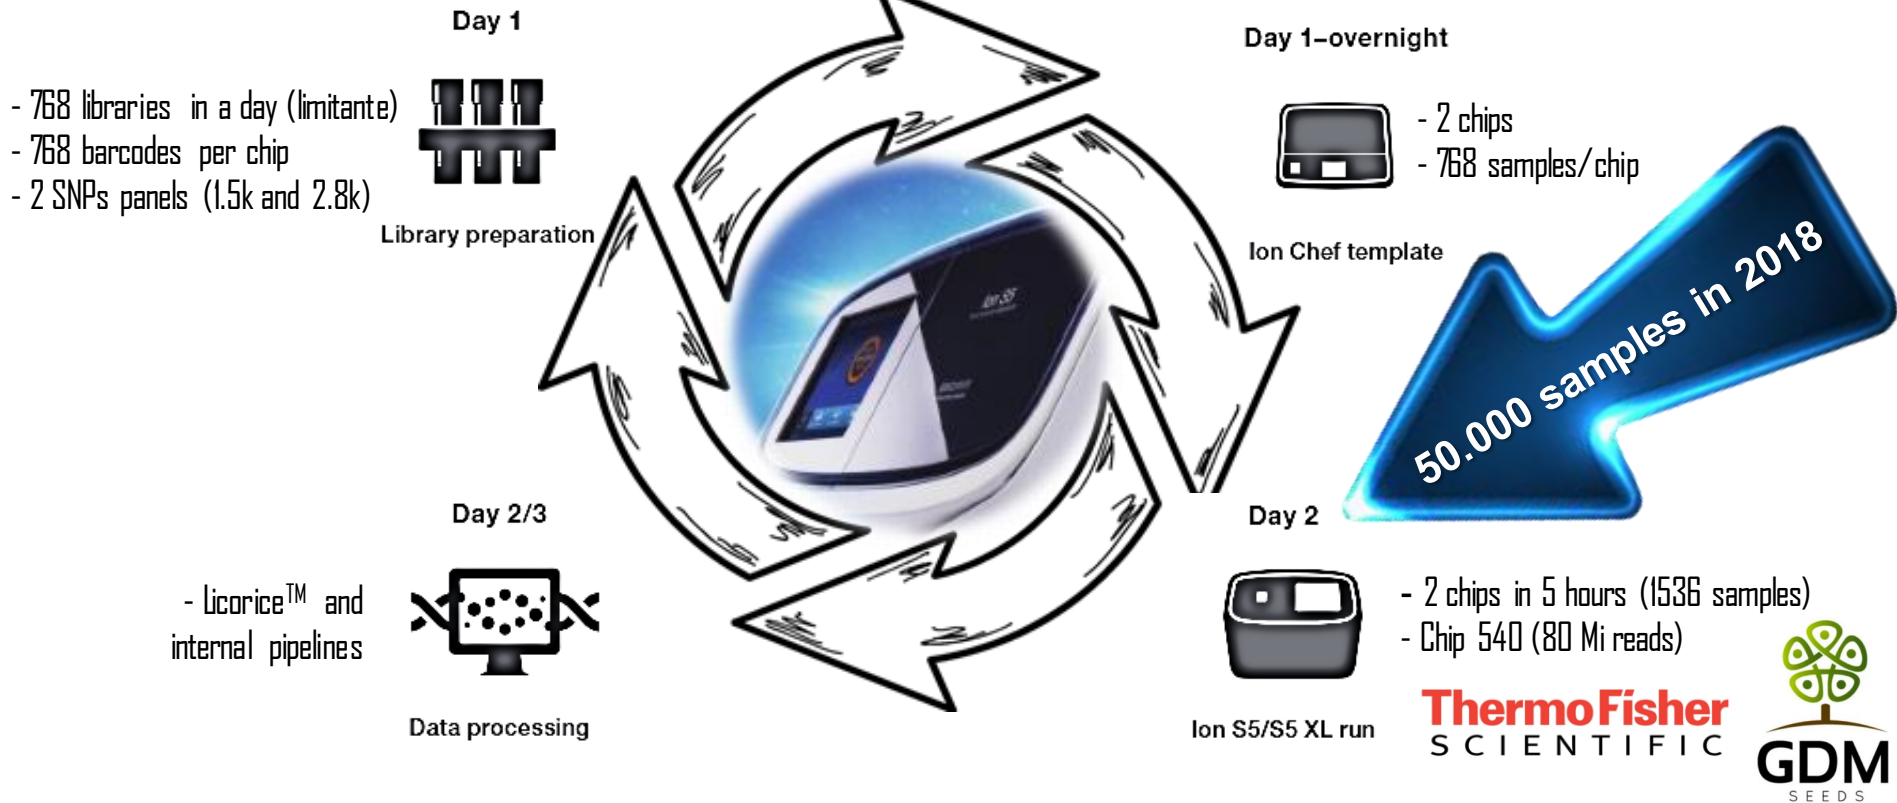 Day 1
- 768 libraries in a day (limitante)
- 768 barcodes per chip
- 2 SNPs panels (1.5k and 2.8k)
Library preparation
Day 1–overnight
- 2 chips
- 768 samples/chip
Ion Chef template
50.000 samples in 2018
ion S5
Day 2
- 2 chips in 5 hours (1536 samples)
- Chip 540 (80 Mi reads)
Ion S5/S5 XL run
Day 2/3
- Licorice™ and
internal pipelines
Data processing
ThermoFisher
SCIENTIFIC
GDM
SEEDS